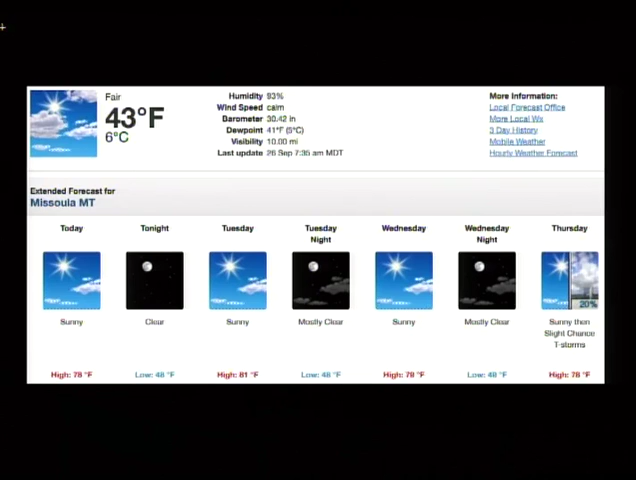 Fair
43°F
6°C
Humidity 93%
Wind Speed calm
Barometer 30.42 in
Dewpoint 41°F (5°C)
Visibility 10.00 mi
Last update 26 Sep 7:35 am MDT
More Information:
Local Forecast Office
More Local Wx
3 Day History
Mobile Weather
Hourly Weather Forecast
Extended Forecast for
Missoula MT
Today Tonight Tuesday Tuesday Night Wednesday Wednesday Night Thursday
20%
Sunny Clear Sunny Mostly Clear Sunny Mostly Clear Sunny then Slight Chance T-storms
High: 78 °F Low: 48 °F High: 81 °F Low: 48 °F High: 78 °F Low: 48 °F High: 78 °F